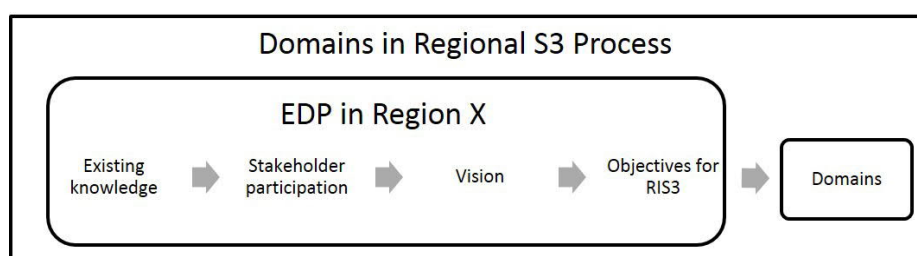 Domains in Regional S3 Process
EDP in Region X
Existing
knowledge
Stakeholder
participation
Vision
Objectives for
RIS3
Domains